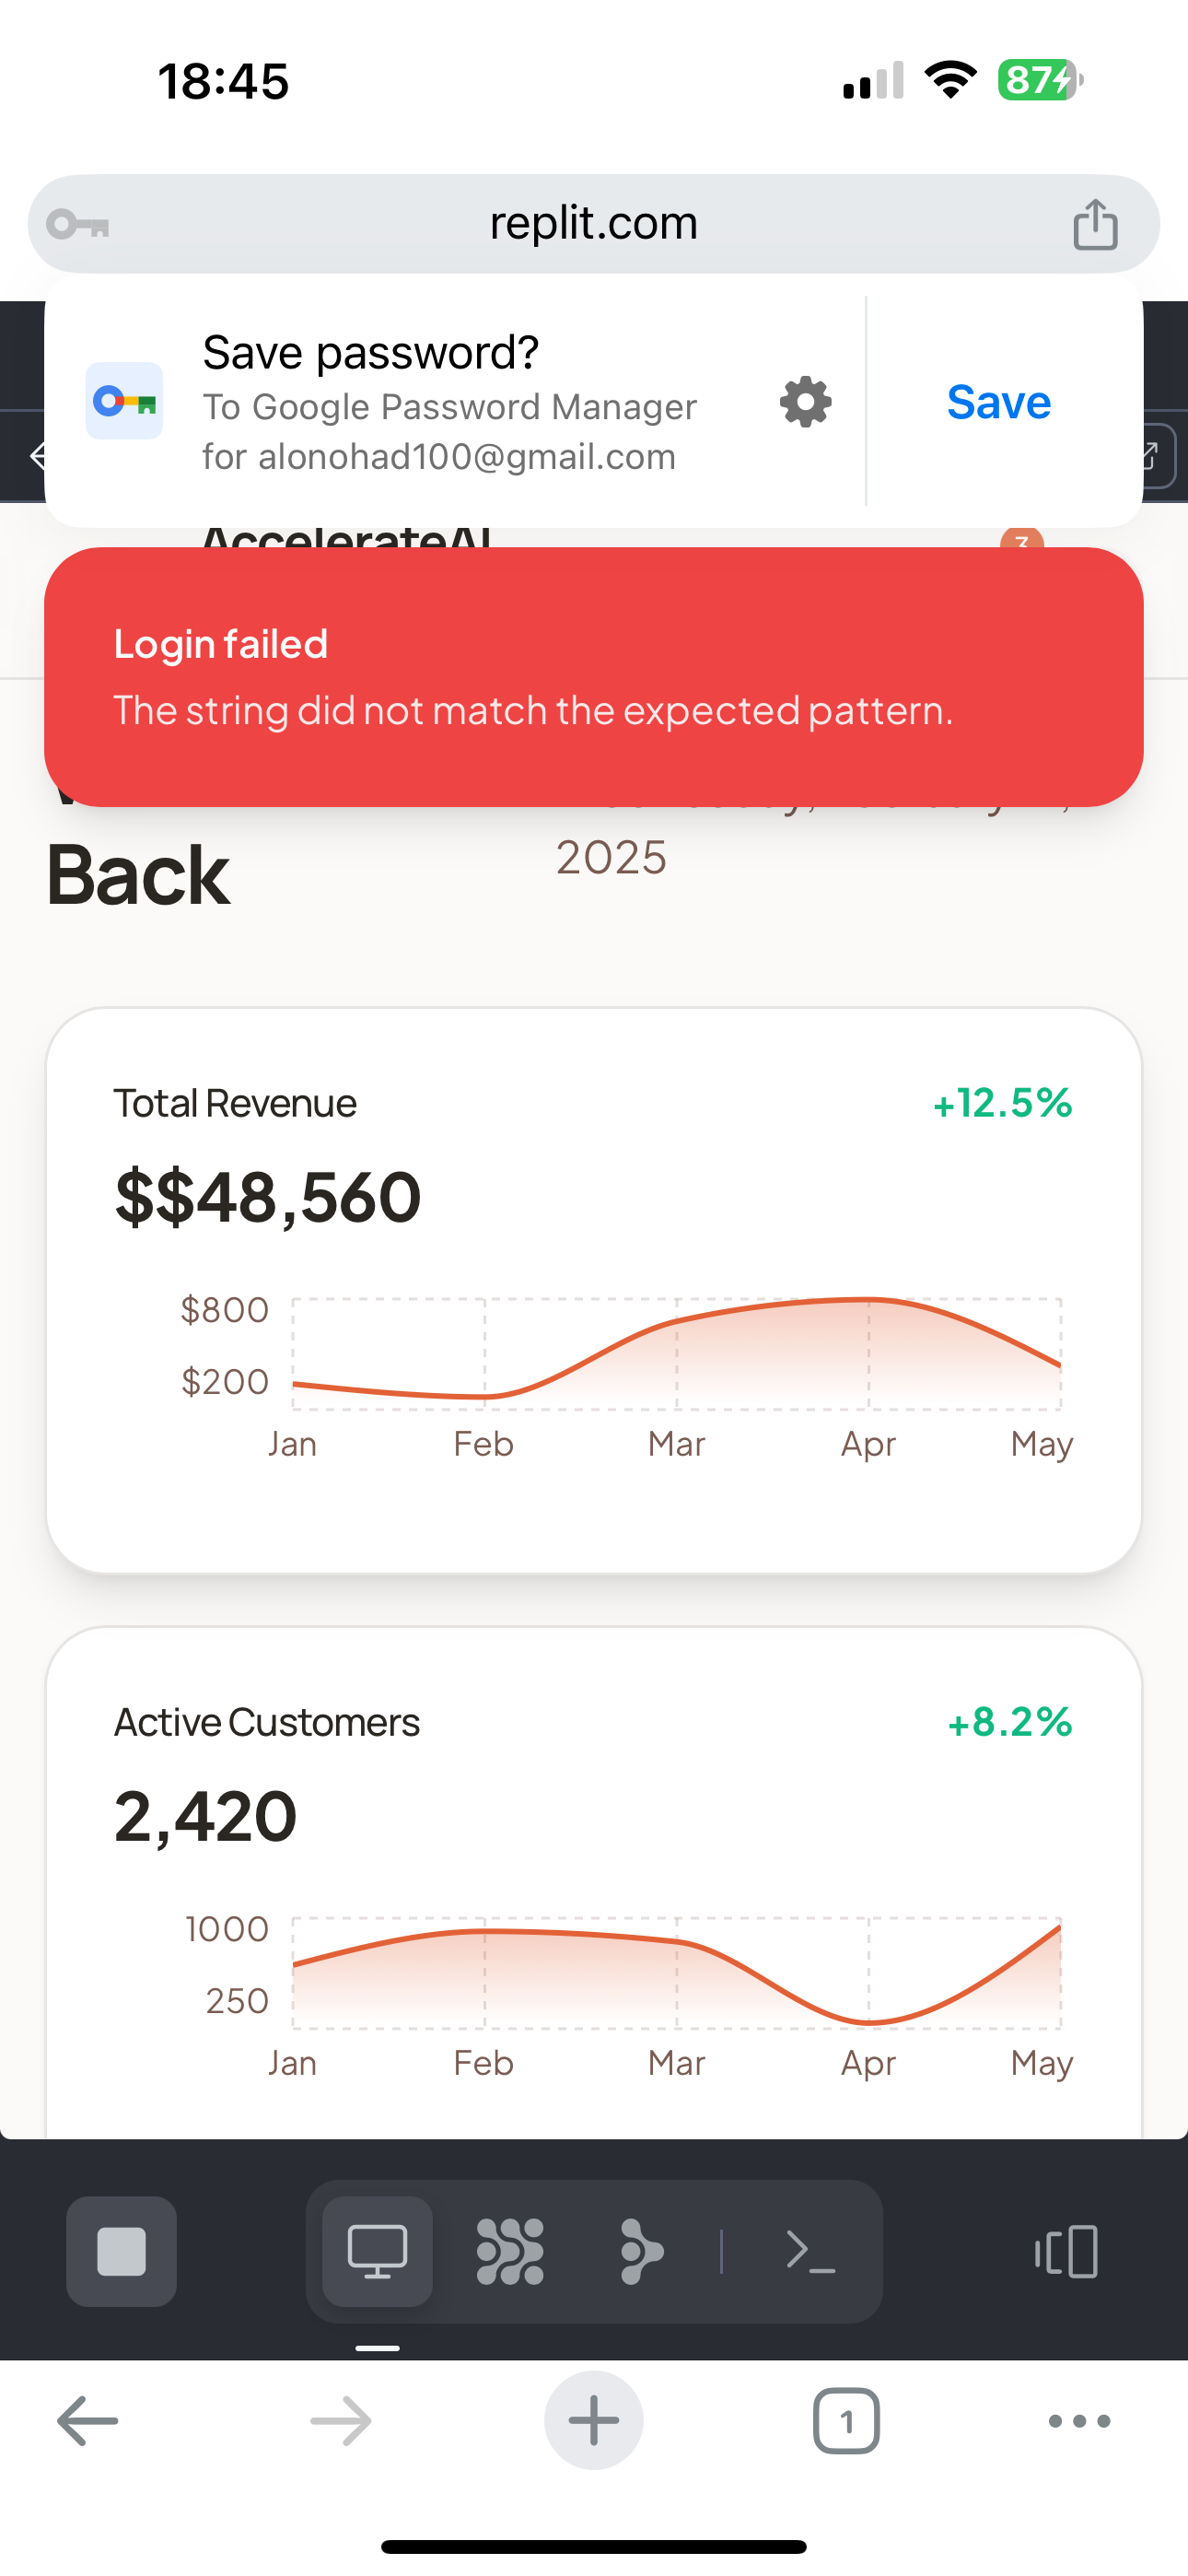 18:45
87
replit.com
Save password?
To Google Password Manager
for alonohad100@gmail.com
Save
AccelerateAI
3
Login failed
The string did not match the expected pattern.
2025
Back
Total Revenue
+12.5%
$$48,560
$800
$200
Jan Feb Mar Apr May
Active Customers
+8.2%
2,420
1000
250
Jan Feb Mar Apr May
1